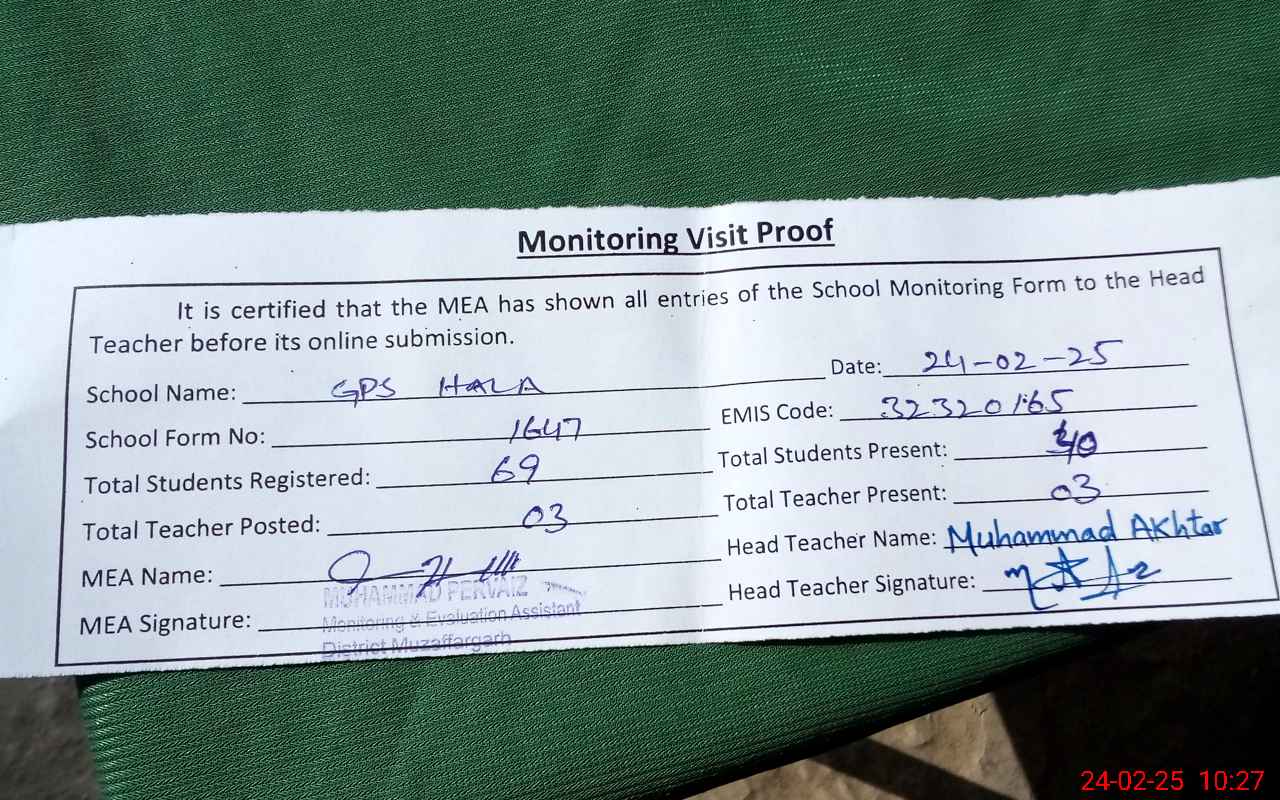 Monitoring Visit Proof
It is certified that the MEA has shown all entries of the School Monitoring Form to the Head
Teacher before its online submission.
School Name: GPS HALA Date: 24-02-25
School Form No: 1647 EMIS Code: 32320165
Total Students Registered: 69 Total Students Present: 40
Total Teacher Posted: 03 Total Teacher Present: 03
MEA Name: Head Teacher Name: Muhammad Akhtar
MUHAMMAD PERVAIZ
MEA Signature: Head Teacher Signature:
Monitoring & Evaluation Assistant
District Muzaffargarh
24-02-25 10:27